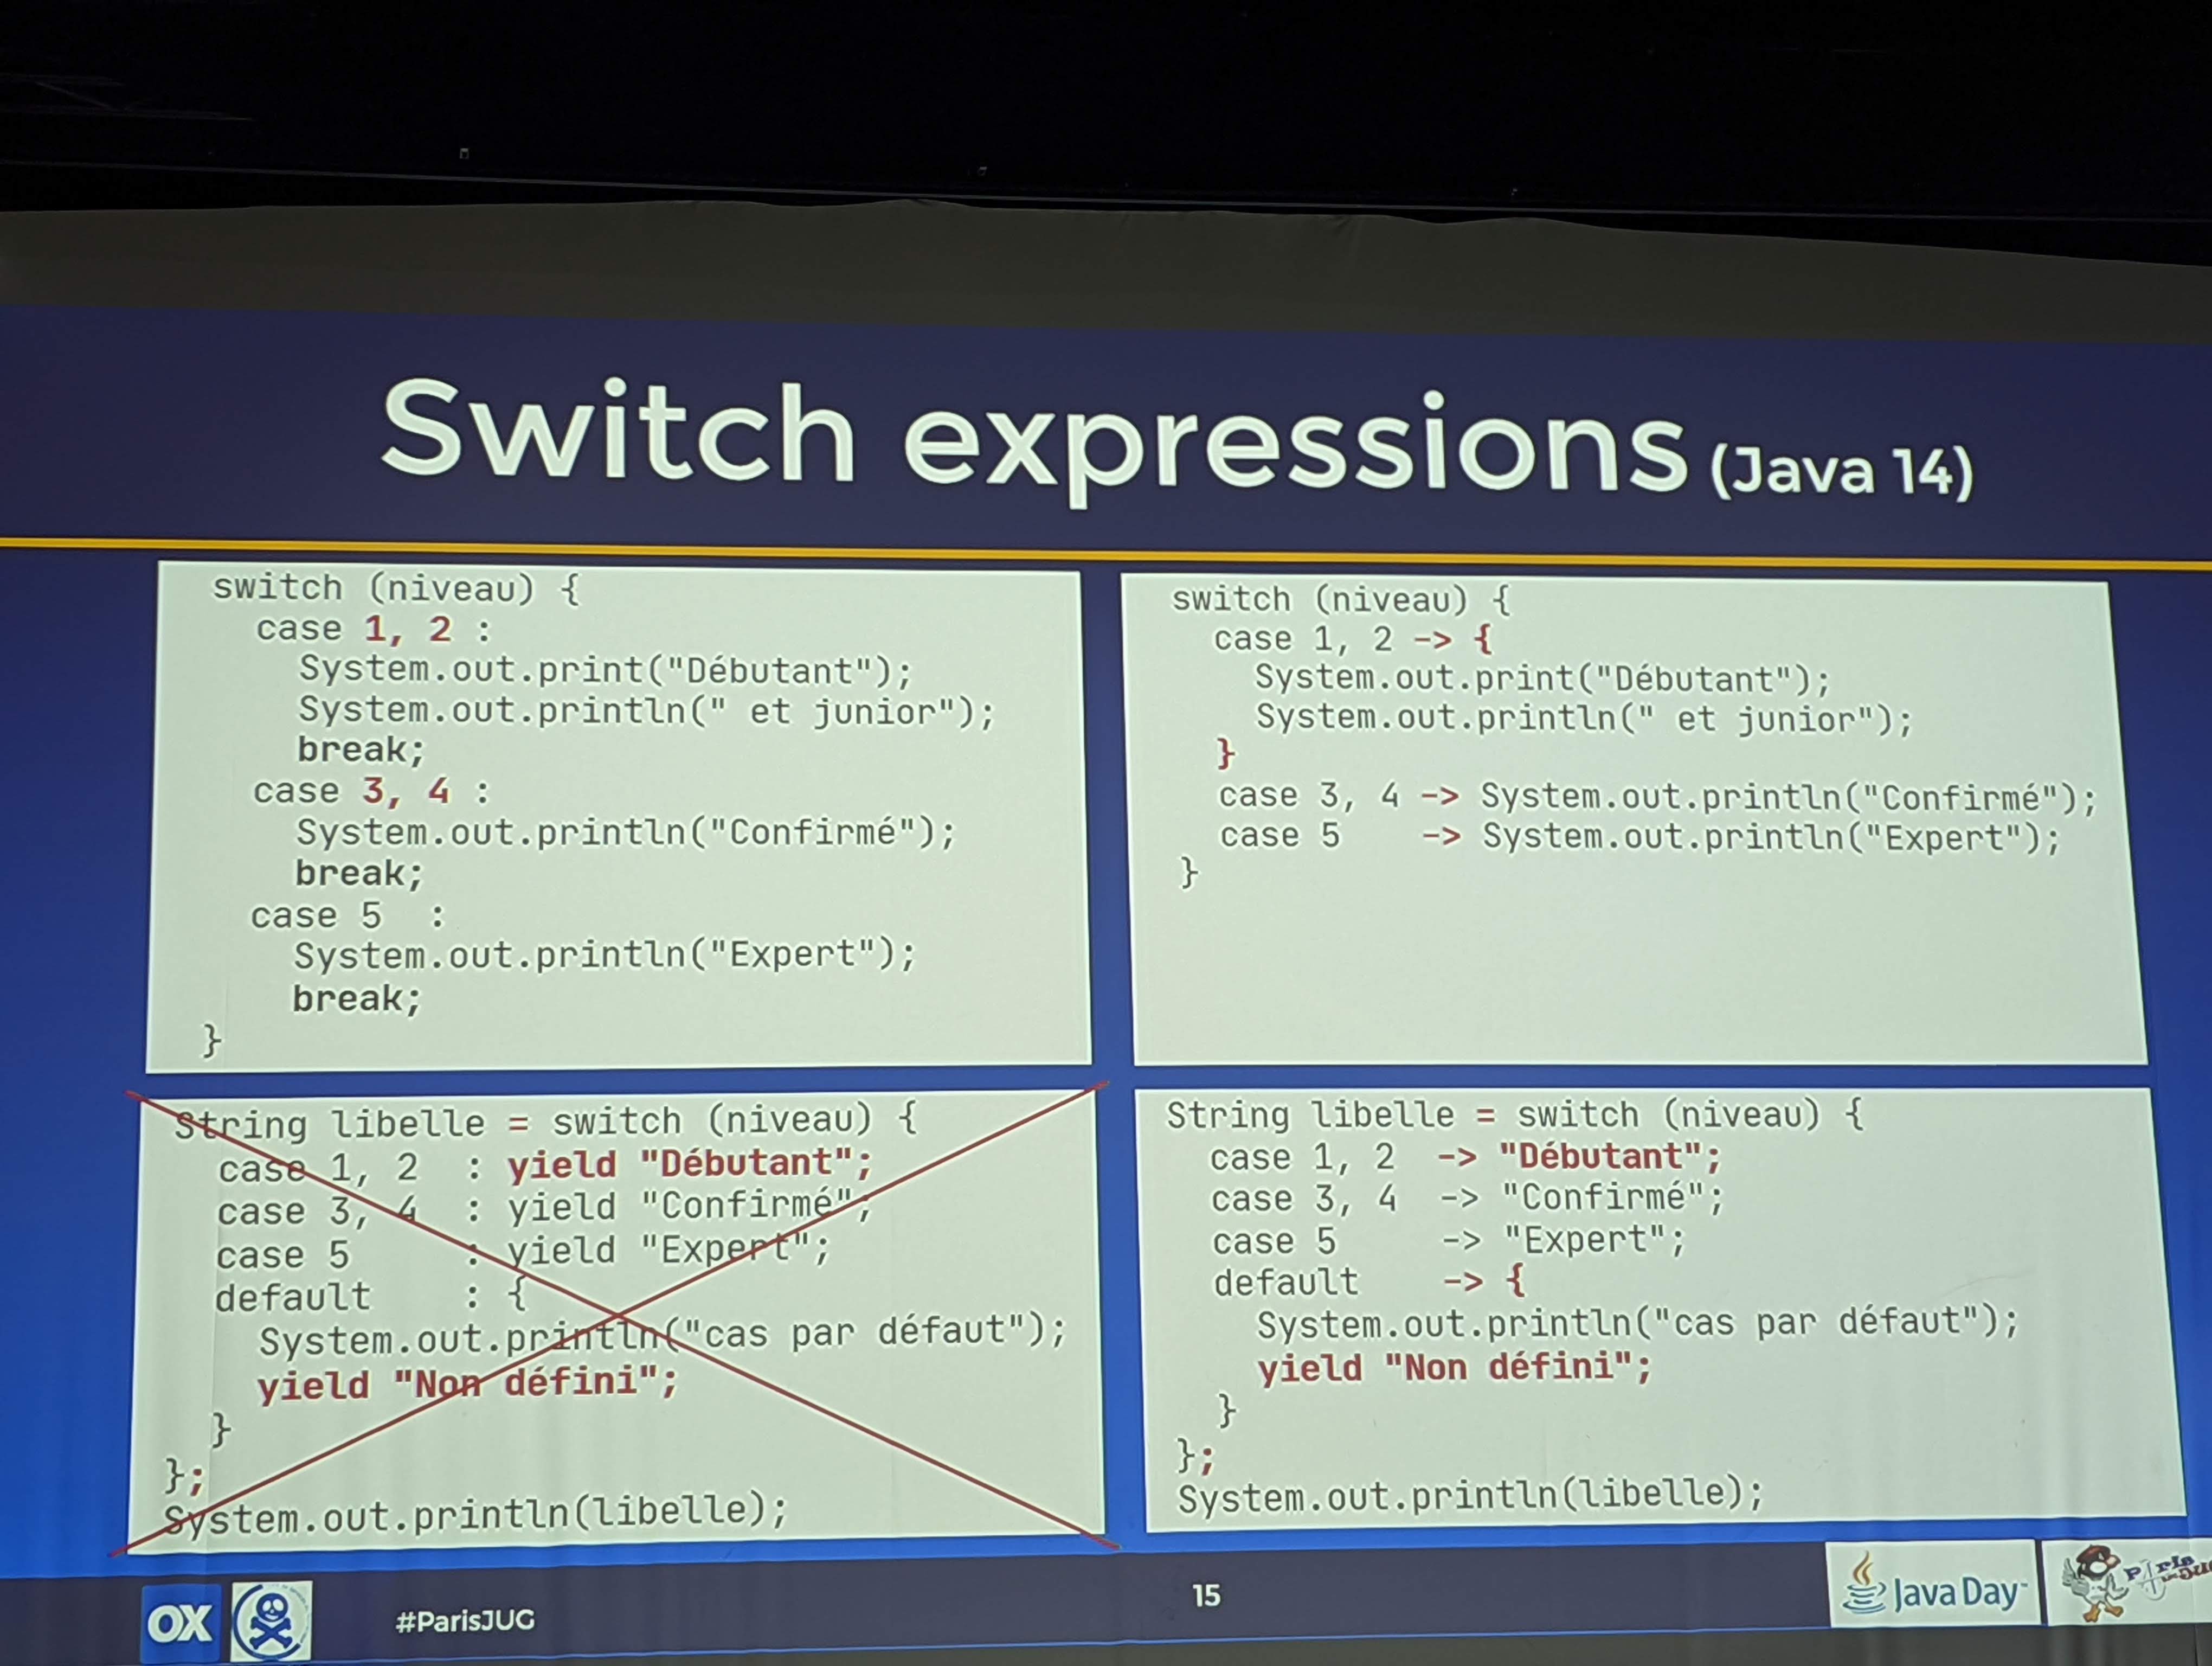 Switch expressions (Java 14)
switch (niveau) {
  case 1, 2 :
    System.out.print("Débutant");
    System.out.println(" et junior");
    break;
  case 3, 4 :
    System.out.println("Confirmé");
    break;
  case 5  :
    System.out.println("Expert");
    break;
}
switch (niveau) {
  case 1, 2 -> {
    System.out.print("Débutant");
    System.out.println(" et junior");
  }
  case 3, 4 -> System.out.println("Confirmé");
  case 5    -> System.out.println("Expert");
}
String libelle = switch (niveau) {
  case 1, 2  : yield "Débutant";
  case 3, 4  : yield "Confirmé";
  case 5     : yield "Expert";
  default    : {
    System.out.println("cas par défaut");
    yield "Non défini";
  }
};
System.out.println(libelle);
String libelle = switch (niveau) {
  case 1, 2  -> "Débutant";
  case 3, 4  -> "Confirmé";
  case 5     -> "Expert";
  default    -> {
    System.out.println("cas par défaut");
    yield "Non défini";
  }
};
System.out.println(libelle);
OX
#ParisJUG
15
Java Day
Paris